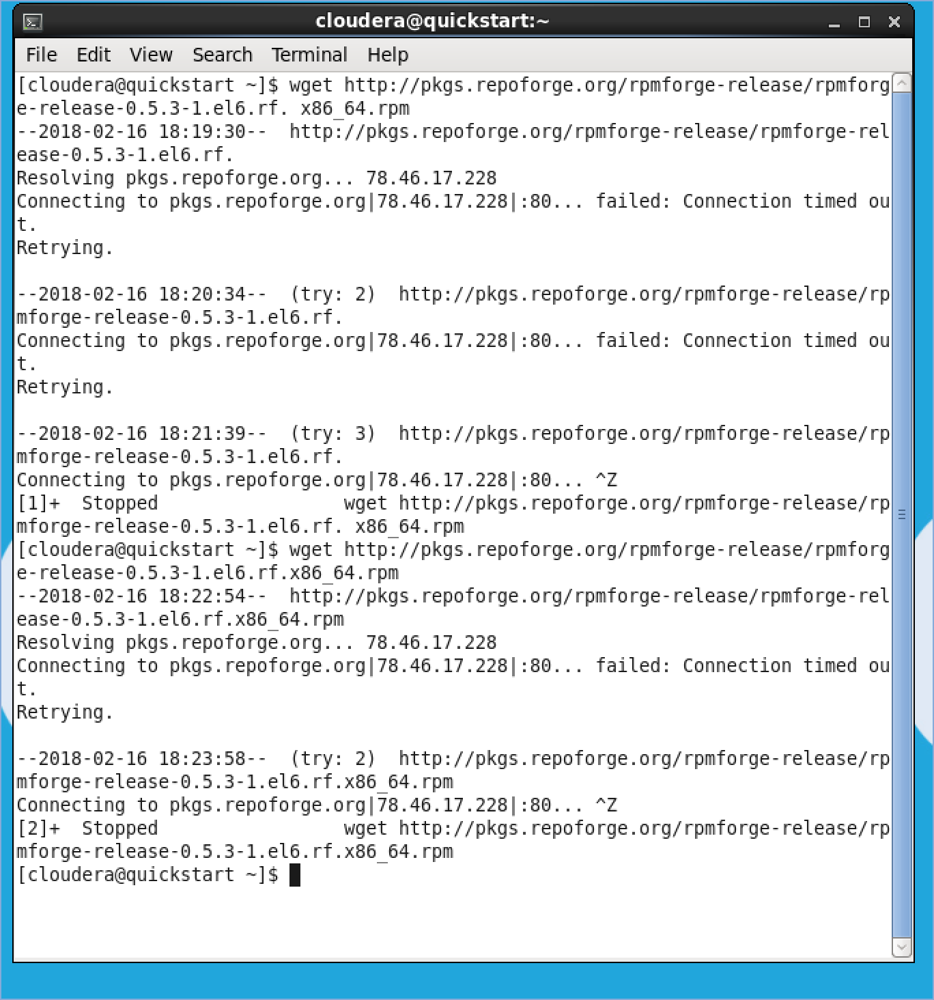 cloudera@quickstart:~
File Edit View Search Terminal Help
[cloudera@quickstart ~]$ wget http://pkgs.repoforge.org/rpmforge-release/rpmforg
e-release-0.5.3-1.el6.rf. x86_64.rpm
--2018-02-16 18:19:30--  http://pkgs.repoforge.org/rpmforge-release/rpmforge-rel
ease-0.5.3-1.el6.rf.
Resolving pkgs.repoforge.org... 78.46.17.228
Connecting to pkgs.repoforge.org|78.46.17.228|:80... failed: Connection timed ou
t.
Retrying.

--2018-02-16 18:20:34--  (try: 2)  http://pkgs.repoforge.org/rpmforge-release/rp
mforge-release-0.5.3-1.el6.rf.
Connecting to pkgs.repoforge.org|78.46.17.228|:80... failed: Connection timed ou
t.
Retrying.

--2018-02-16 18:21:39--  (try: 3)  http://pkgs.repoforge.org/rpmforge-release/rp
mforge-release-0.5.3-1.el6.rf.
Connecting to pkgs.repoforge.org|78.46.17.228|:80... ^Z
[1]+  Stopped                 wget http://pkgs.repoforge.org/rpmforge-release/rp
mforge-release-0.5.3-1.el6.rf. x86_64.rpm
[cloudera@quickstart ~]$ wget http://pkgs.repoforge.org/rpmforge-release/rpmforg
e-release-0.5.3-1.el6.rf.x86_64.rpm
--2018-02-16 18:22:54--  http://pkgs.repoforge.org/rpmforge-release/rpmforge-rel
ease-0.5.3-1.el6.rf.x86_64.rpm
Resolving pkgs.repoforge.org... 78.46.17.228
Connecting to pkgs.repoforge.org|78.46.17.228|:80... failed: Connection timed ou
t.
Retrying.

--2018-02-16 18:23:58--  (try: 2)  http://pkgs.repoforge.org/rpmforge-release/rp
mforge-release-0.5.3-1.el6.rf.x86_64.rpm
Connecting to pkgs.repoforge.org|78.46.17.228|:80... ^Z
[2]+  Stopped                 wget http://pkgs.repoforge.org/rpmforge-release/rp
mforge-release-0.5.3-1.el6.rf.x86_64.rpm
[cloudera@quickstart ~]$